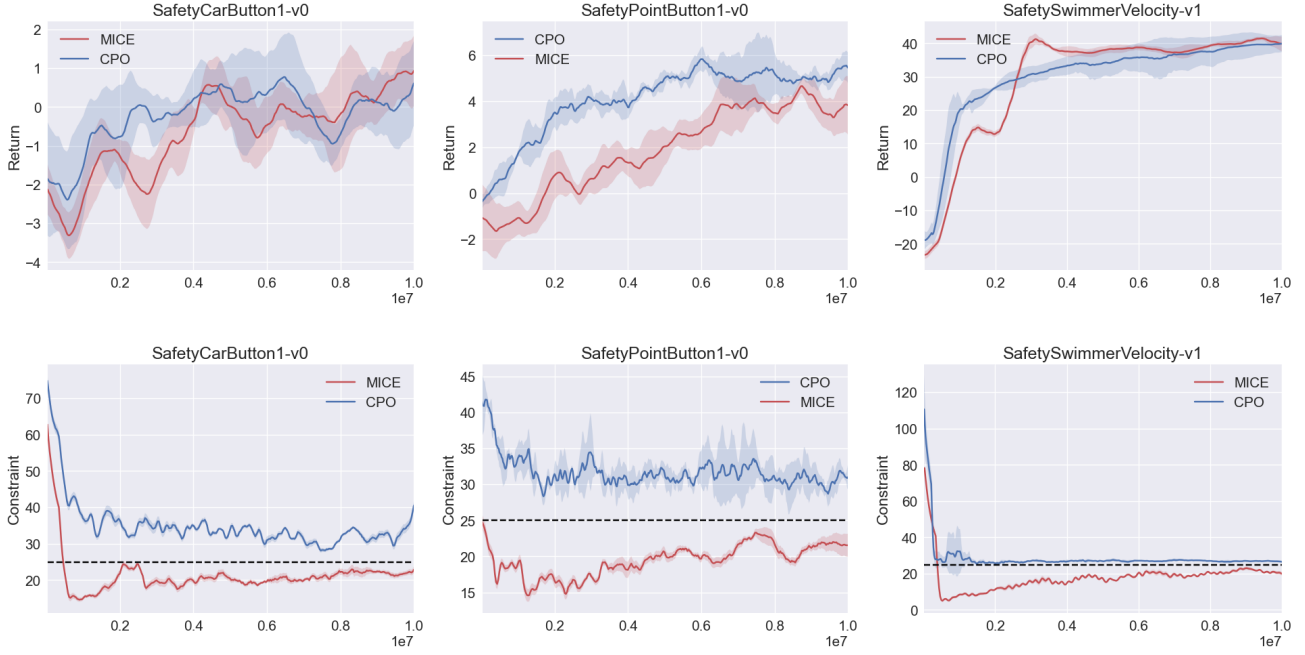 SafetyCarButton1-v0
2
1
0
−1
−2
−3
−4
Return
MICE
CPO
0.2
0.4
0.6
0.8
1.0
1e7
SafetyPointButton1-v0
6
4
2
0
−2
Return
CPO
MICE
0.2
0.4
0.6
0.8
1.0
1e7
SafetySwimmerVelocity-v1
40
30
20
10
0
−10
−20
Return
MICE
CPO
0.2
0.4
0.6
0.8
1.0
1e7
SafetyCarButton1-v0
70
60
50
40
30
20
Constraint
MICE
CPO
0.2
0.4
0.6
0.8
1.0
1e7
SafetyPointButton1-v0
45
40
35
30
25
20
15
Constraint
CPO
MICE
0.2
0.4
0.6
0.8
1.0
1e7
SafetySwimmerVelocity-v1
120
100
80
60
40
20
0
Constraint
MICE
CPO
0.2
0.4
0.6
0.8
1.0
1e7